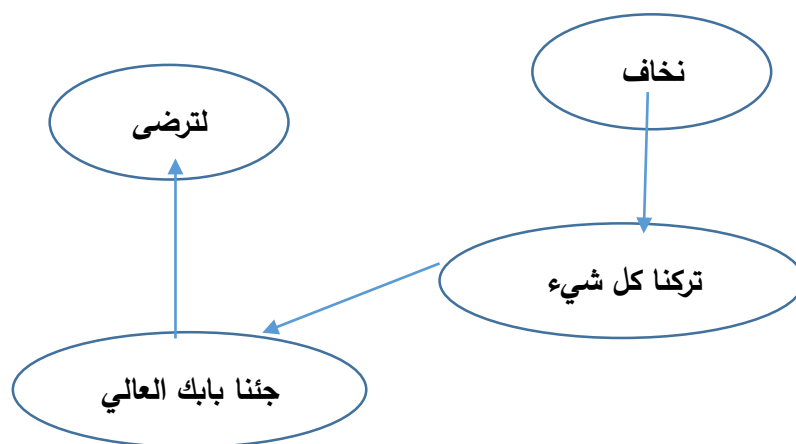 نخاف
لترضى
تركنا كل شيء
جئنا بابك العالي